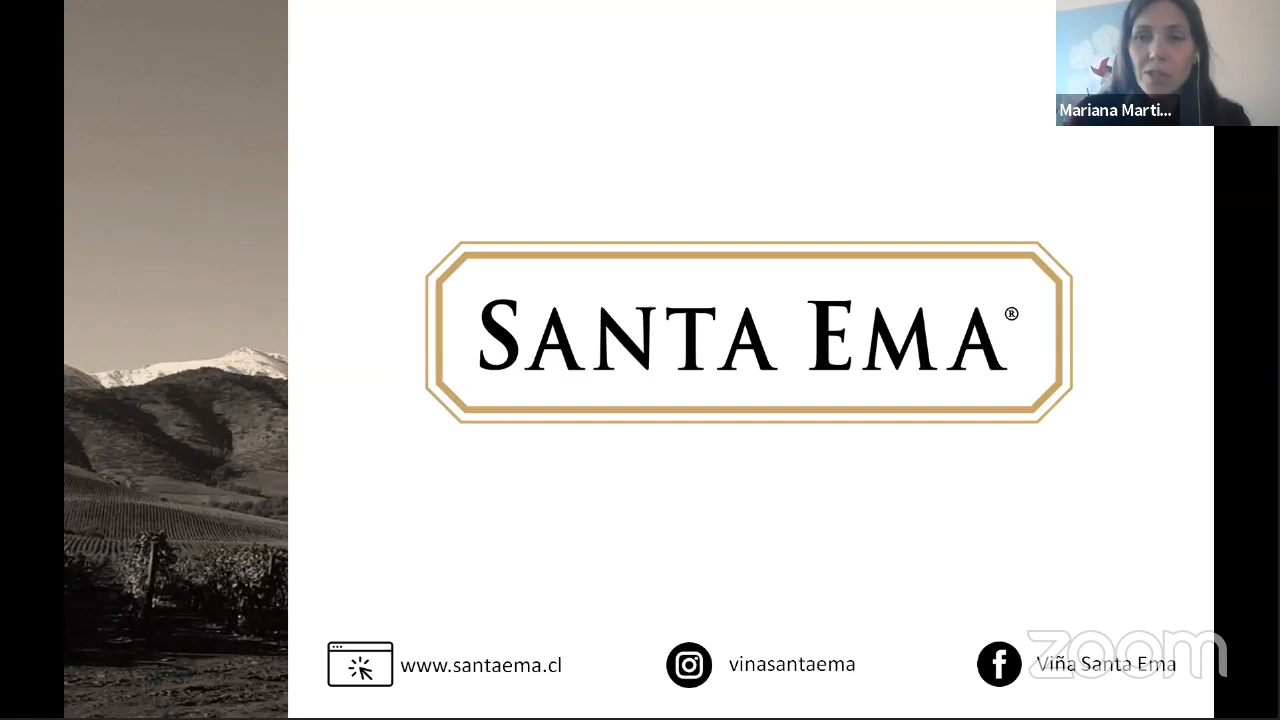 Mariana Marti...
SANTA EMA®
www.santaema.cl
vinasantaema
Viña Santa Ema
zoom